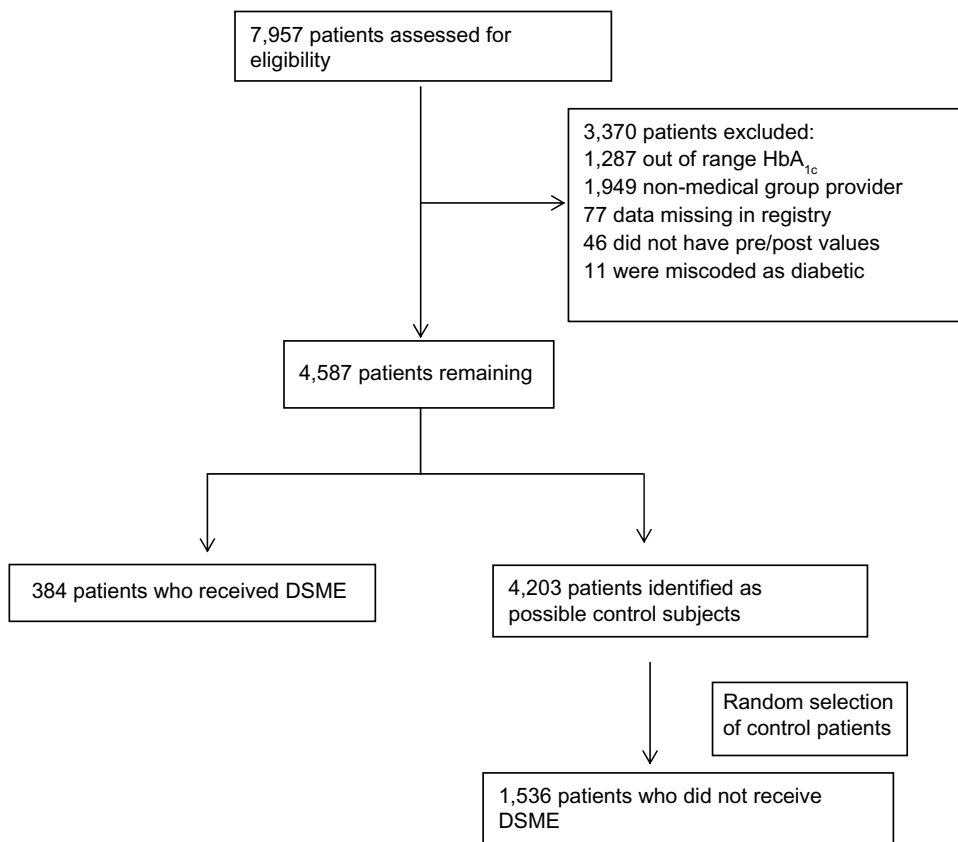 7,957 patients assessed for
eligibility
3,370 patients excluded:
1,287 out of range HbA1c
1,949 non-medical group provider
77 data missing in registry
46 did not have pre/post values
11 were miscoded as diabetic
4,587 patients remaining
384 patients who received DSME
4,203 patients identified as
possible control subjects
Random selection
of control patients
1,536 patients who did not receive
DSME